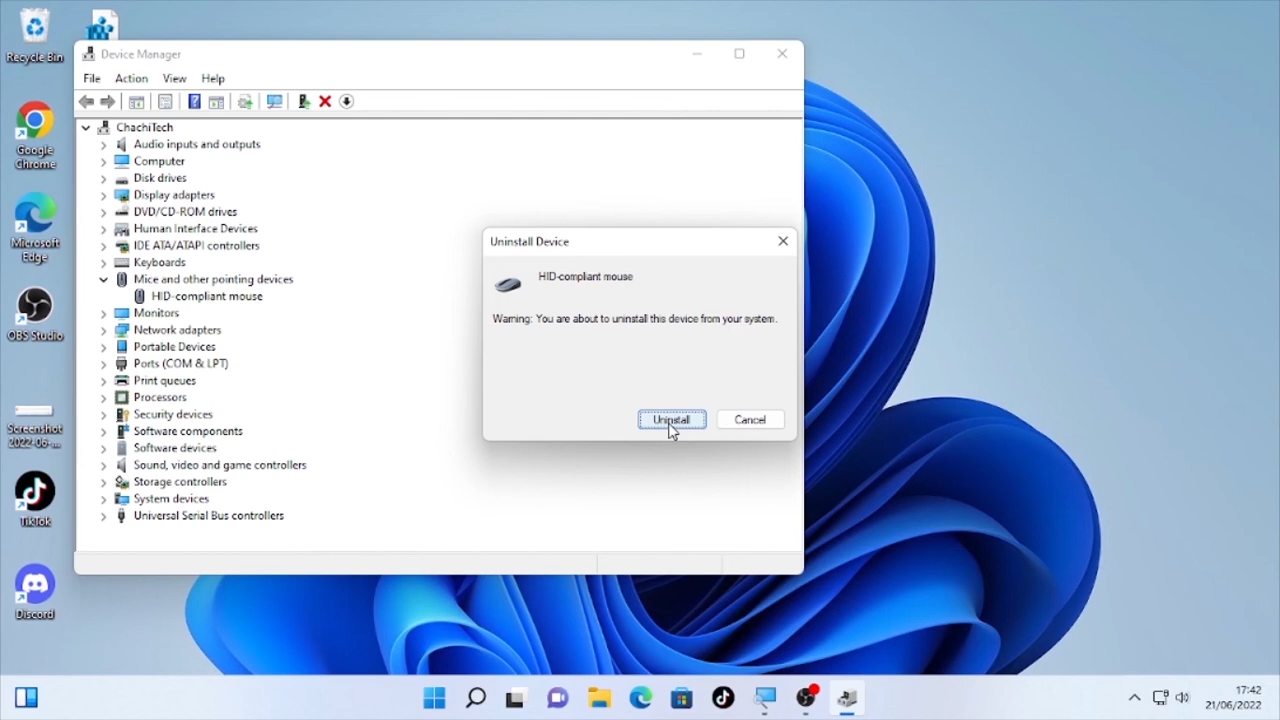 Recycle Bin
Google
Chrome
Microsoft
Edge
OBS Studio
Screenshot
2022-06-...
TikTok
Discord
Device Manager
File Action View Help
ChachiTech
Audio inputs and outputs
Computer
Disk drives
Display adapters
DVD/CD-ROM drives
Human Interface Devices
IDE ATA/ATAPI controllers
Keyboards
Mice and other pointing devices
HID-compliant mouse
Monitors
Network adapters
Portable Devices
Ports (COM & LPT)
Print queues
Processors
Security devices
Software components
Software devices
Sound, video and game controllers
Storage controllers
System devices
Universal Serial Bus controllers
Uninstall Device
HID-compliant mouse
Warning: You are about to uninstall this device from your system.
Uninstall Cancel
17:42
21/06/2022